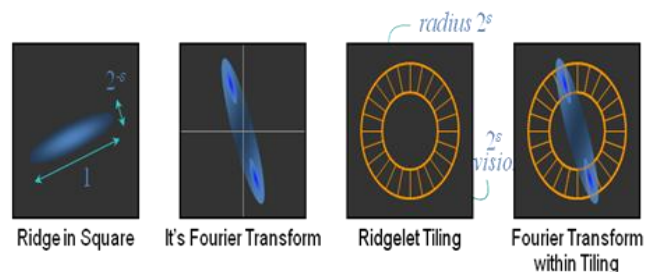 radius 2ˢ
2⁻ˢ
1
2ˢ
Ridge in Square
It's Fourier Transform
Ridgelet Tiling
Fourier Transform
within Tiling